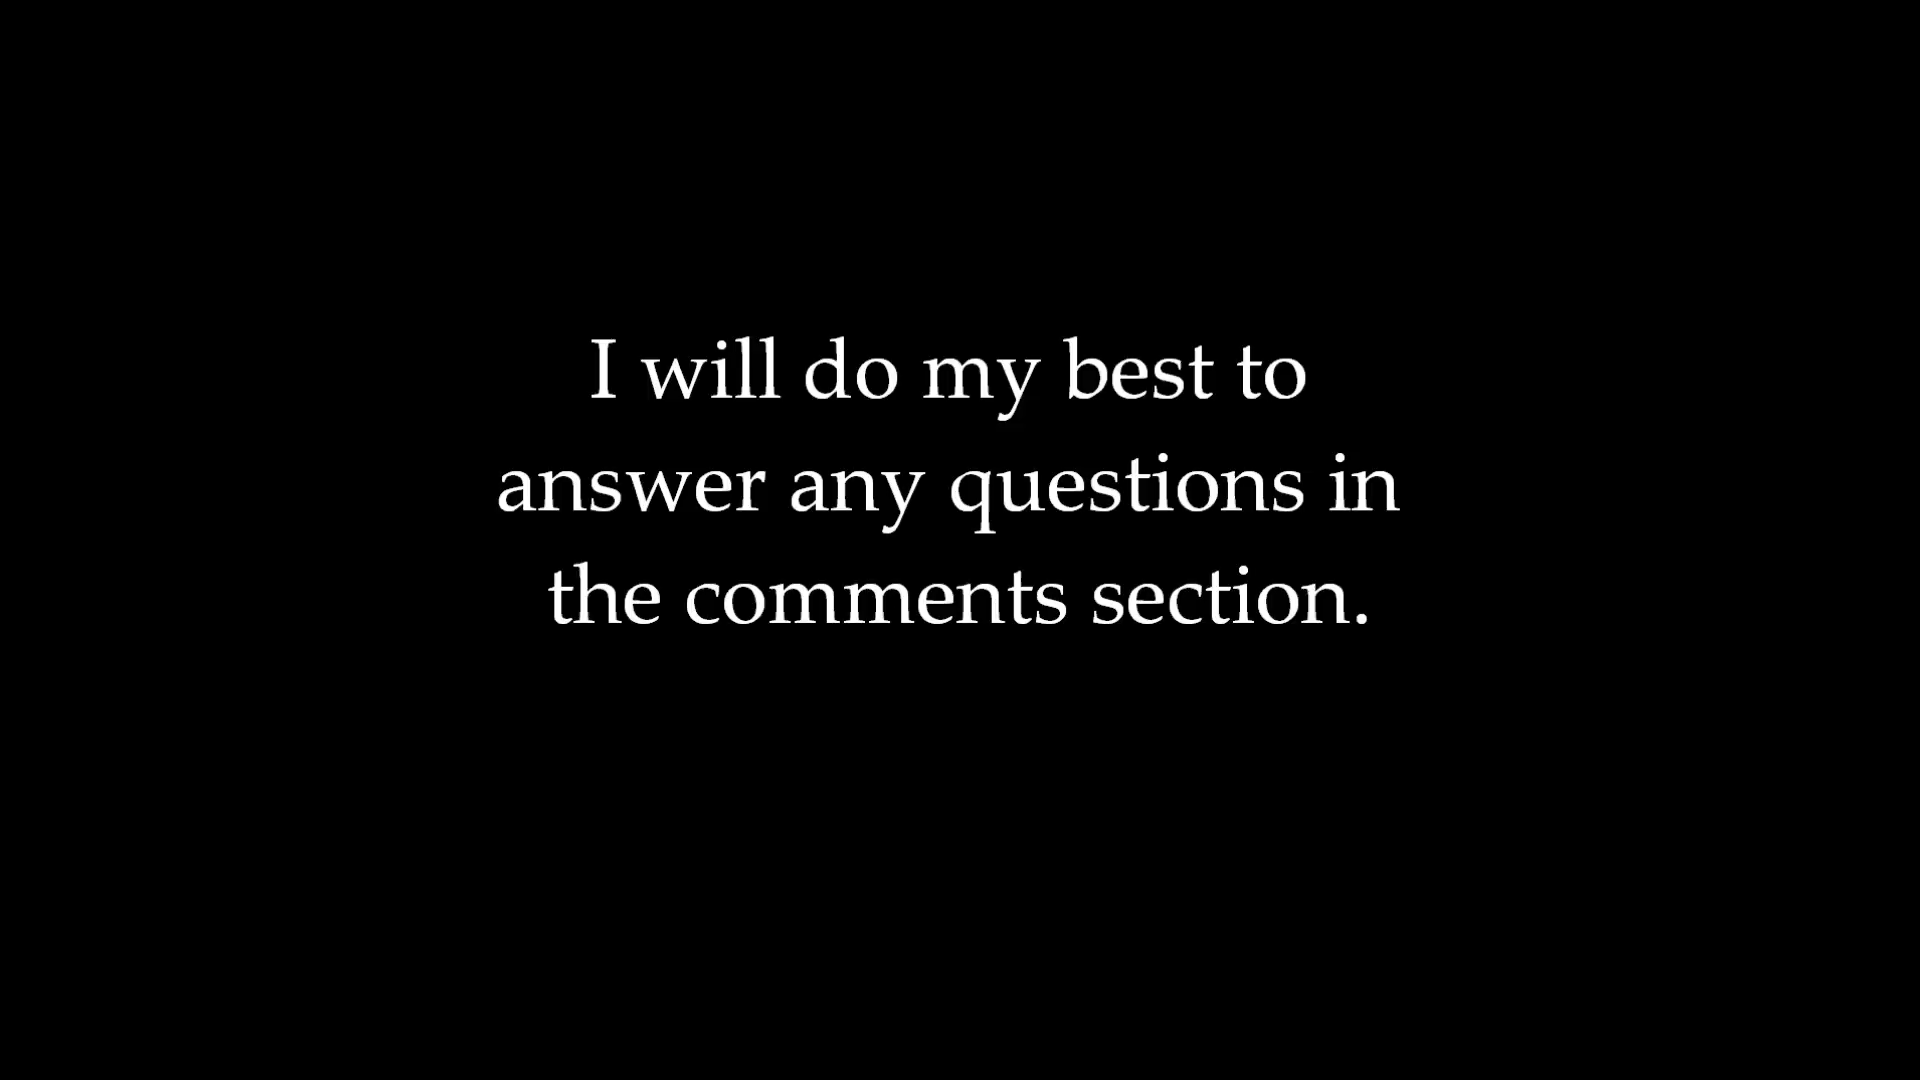 I will do my best to
answer any questions in
the comments section.